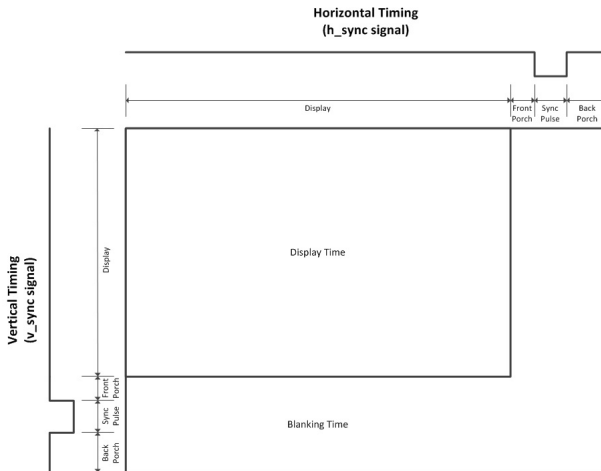 Horizontal Timing
(h_sync signal)
Display
Front
Porch
Sync
Pulse
Back
Porch
Vertical Timing
(v_sync signal)
Display
Display Time
Front
Porch
Sync
Pulse
Back
Porch
Blanking Time